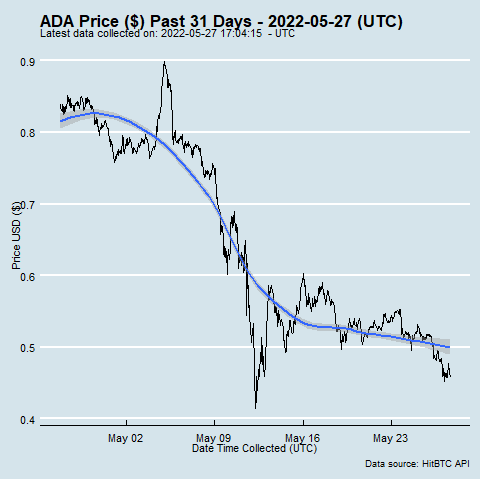 ADA Price ($) Past 31 Days - 2022-05-27 (UTC)
Latest data collected on: 2022-05-27 17:04:15 - UTC
0.9
0.8
0.7
0.6
0.5
0.4
Price USD ($)
May 02
May 09
May 16
May 23
Date Time Collected (UTC)
Data source: HitBTC API